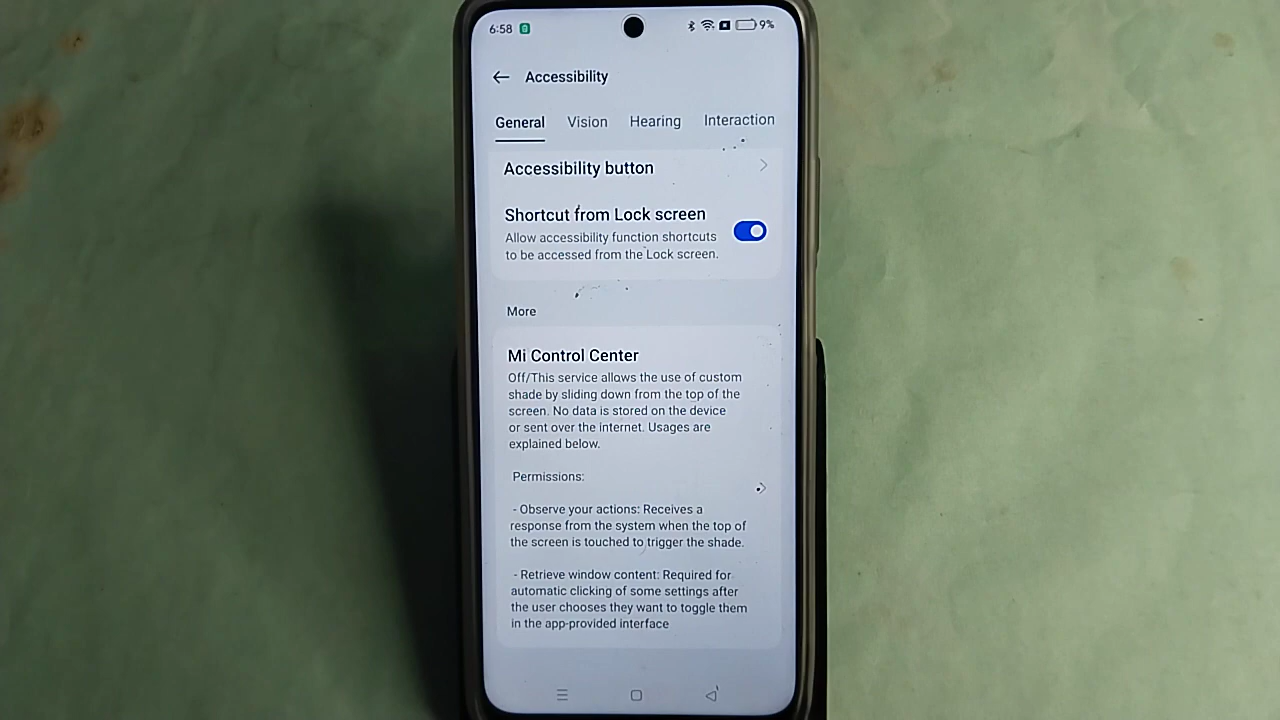 6:58
9%
Accessibility
General Vision Hearing Interaction
Accessibility button
Shortcut from Lock screen
Allow accessibility function shortcuts
to be accessed from the Lock screen.
More
Mi Control Center
Off/This service allows the use of custom
shade by sliding down from the top of the
screen. No data is stored on the device
or sent over the internet. Usages are
explained below.
Permissions:
- Observe your actions: Receives a
response from the system when the top of
the screen is touched to trigger the shade.
- Retrieve window content: Required for
automatic clicking of some settings after
the user chooses they want to toggle them
in the app-provided interface